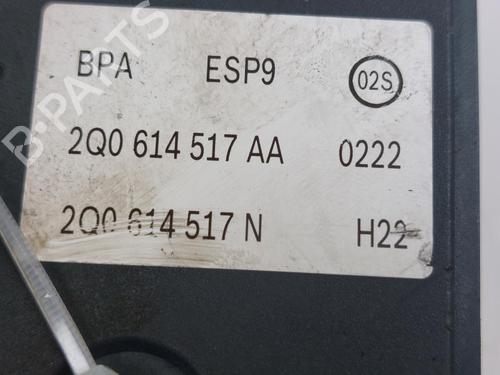 BPA ESP9 02S
2Q0 614 517 AA 0222
2Q0 614 517 N H22
B-PARTS